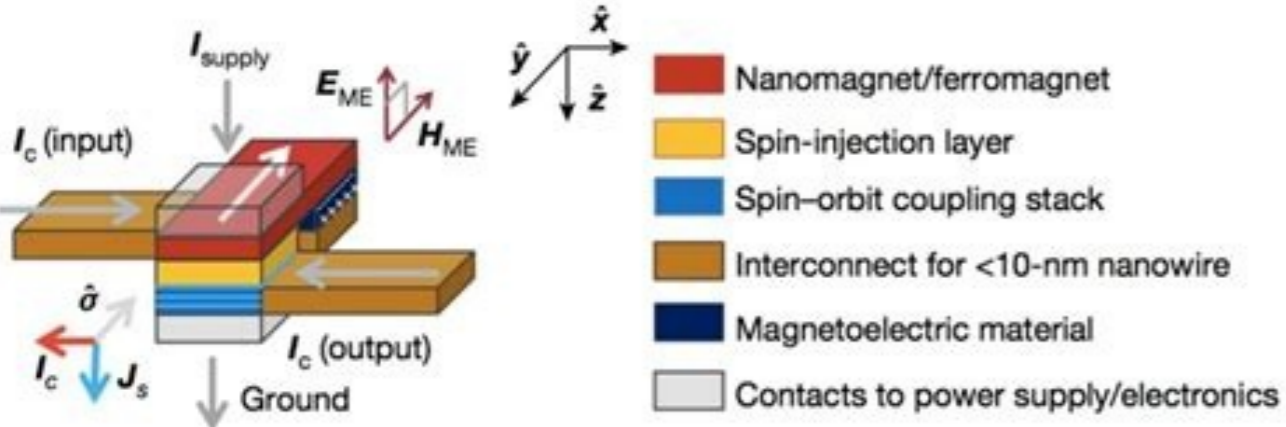 I_supply
E_ME
H_ME
I_c (input)
x̂
ŷ
ẑ
σ̂
I_c
J_s
I_c (output)
Ground
Nanomagnet/ferromagnet
Spin-injection layer
Spin–orbit coupling stack
Interconnect for <10-nm nanowire
Magnetoelectric material
Contacts to power supply/electronics